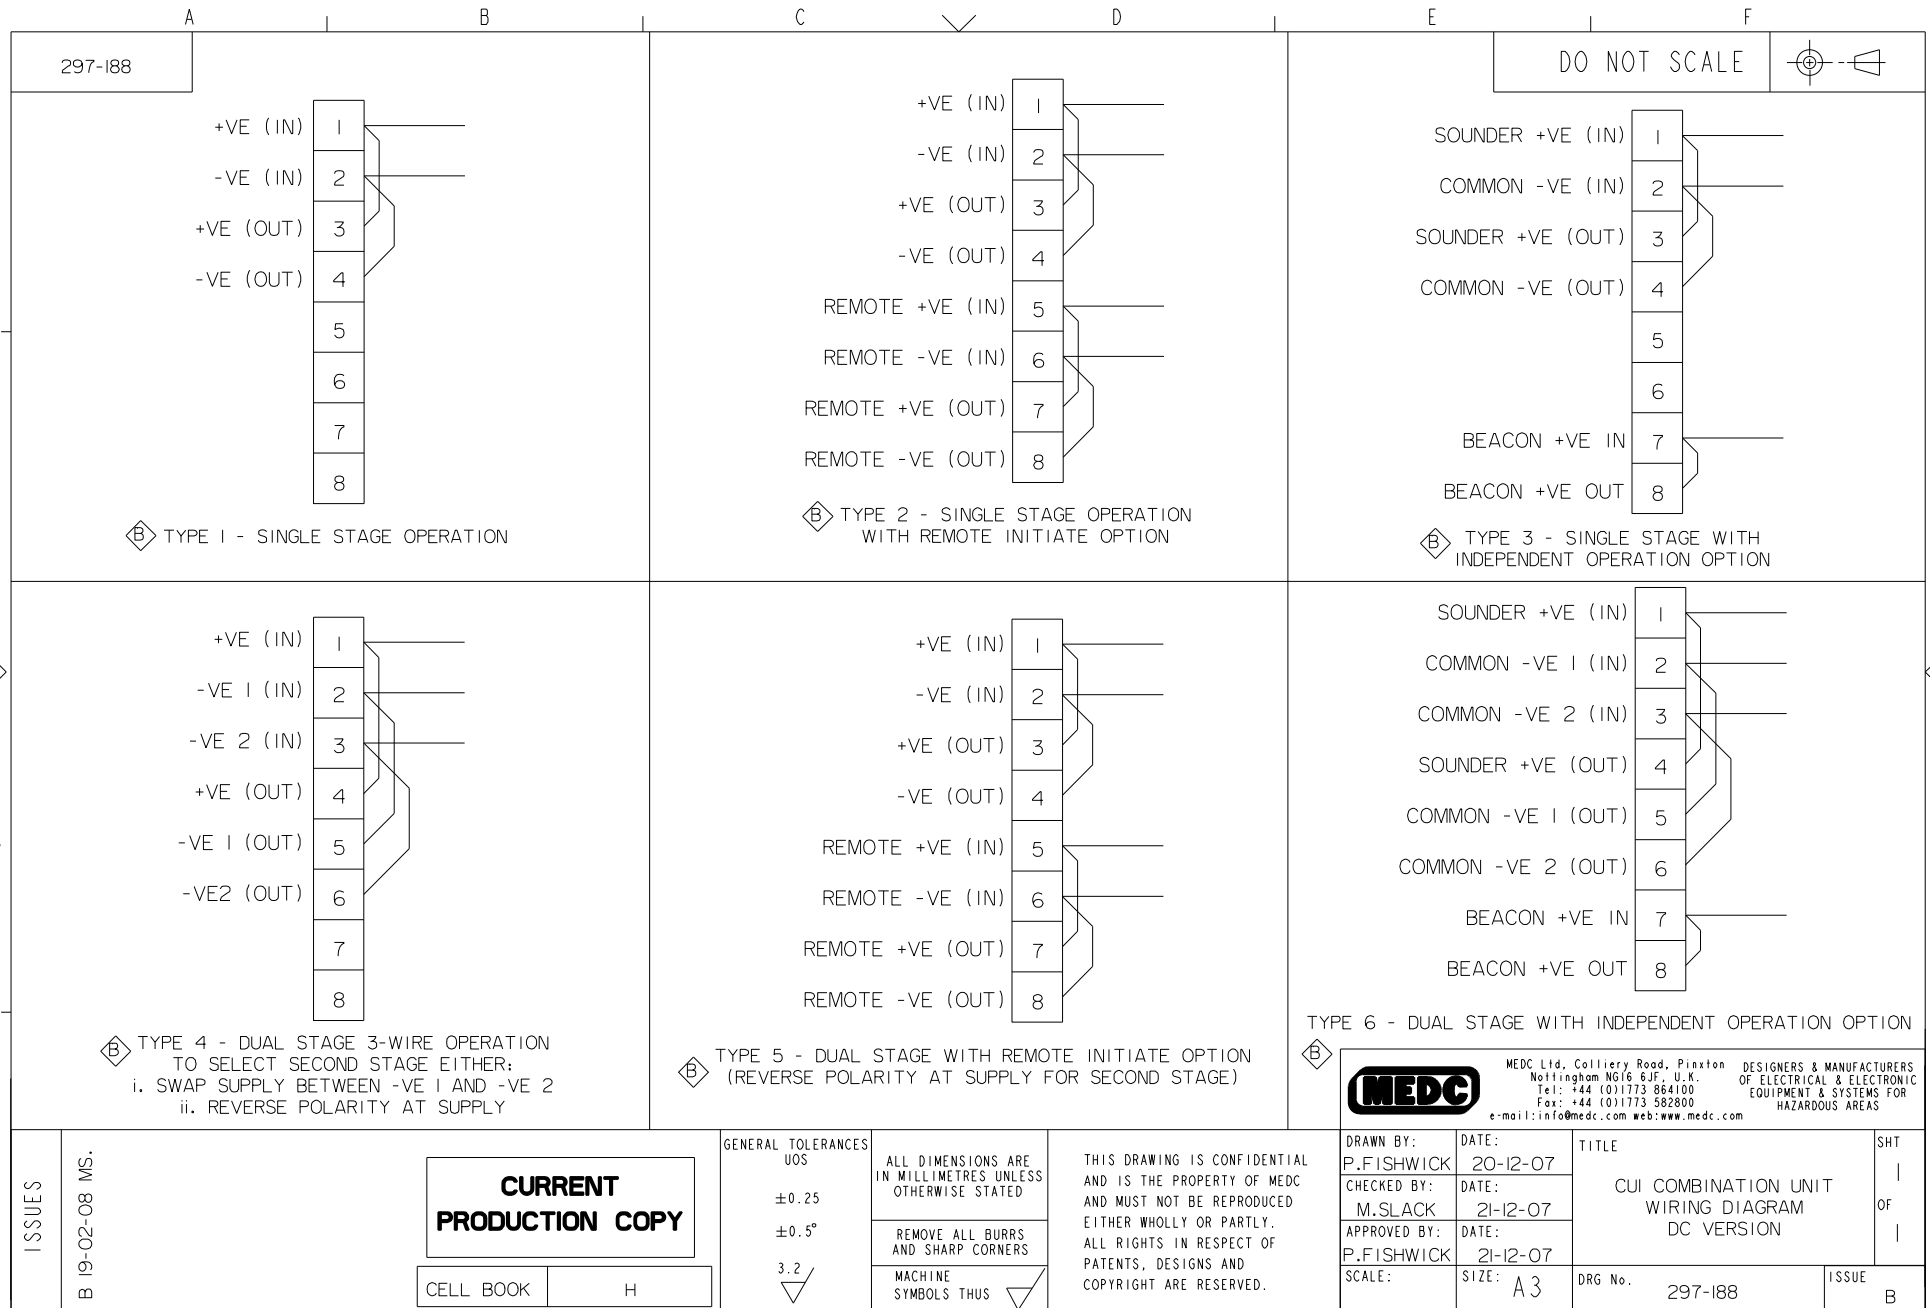 A B C D E F
297-188
DO NOT SCALE
+VE (IN) 1
-VE (IN) 2
+VE (OUT) 3
-VE (OUT) 4
5
6
7
8
B TYPE 1 - SINGLE STAGE OPERATION
+VE (IN) 1
-VE (IN) 2
+VE (OUT) 3
-VE (OUT) 4
REMOTE +VE (IN) 5
REMOTE -VE (IN) 6
REMOTE +VE (OUT) 7
REMOTE -VE (OUT) 8
B TYPE 2 - SINGLE STAGE OPERATION
WITH REMOTE INITIATE OPTION
SOUNDER +VE (IN) 1
COMMON -VE (IN) 2
SOUNDER +VE (OUT) 3
COMMON -VE (OUT) 4
5
6
BEACON +VE IN 7
BEACON +VE OUT 8
B TYPE 3 - SINGLE STAGE WITH
INDEPENDENT OPERATION OPTION
+VE (IN) 1
-VE 1 (IN) 2
-VE 2 (IN) 3
+VE (OUT) 4
-VE 1 (OUT) 5
-VE2 (OUT) 6
7
8
B TYPE 4 - DUAL STAGE 3-WIRE OPERATION
TO SELECT SECOND STAGE EITHER:
i. SWAP SUPPLY BETWEEN -VE 1 AND -VE 2
ii. REVERSE POLARITY AT SUPPLY
+VE (IN) 1
-VE (IN) 2
+VE (OUT) 3
-VE (OUT) 4
REMOTE +VE (IN) 5
REMOTE -VE (IN) 6
REMOTE +VE (OUT) 7
REMOTE -VE (OUT) 8
B TYPE 5 - DUAL STAGE WITH REMOTE INITIATE OPTION
(REVERSE POLARITY AT SUPPLY FOR SECOND STAGE)
SOUNDER +VE (IN) 1
COMMON -VE 1 (IN) 2
COMMON -VE 2 (IN) 3
SOUNDER +VE (OUT) 4
COMMON -VE 1 (OUT) 5
COMMON -VE 2 (OUT) 6
BEACON +VE IN 7
BEACON +VE OUT 8
TYPE 6 - DUAL STAGE WITH INDEPENDENT OPERATION OPTION
B
MEDC
MEDC Ltd, Colliery Road, Pinxton
Nottingham NG16 6JF, U.K.
Tel: +44 (0)1773 864100
Fax: +44 (0)1773 582800
e-mail:info@medc.com web:www.medc.com
DESIGNERS & MANUFACTURERS
OF ELECTRICAL & ELECTRONIC
EQUIPMENT & SYSTEMS FOR
HAZARDOUS AREAS
ISSUES
B 19-02-08 MS.
CURRENT
PRODUCTION COPY
CELL BOOK H
GENERAL TOLERANCES
UOS
±0.25
±0.5°
3.2
ALL DIMENSIONS ARE
IN MILLIMETRES UNLESS
OTHERWISE STATED
REMOVE ALL BURRS
AND SHARP CORNERS
MACHINE
SYMBOLS THUS
THIS DRAWING IS CONFIDENTIAL
AND IS THE PROPERTY OF MEDC
AND MUST NOT BE REPRODUCED
EITHER WHOLLY OR PARTLY.
ALL RIGHTS IN RESPECT OF
PATENTS, DESIGNS AND
COPYRIGHT ARE RESERVED.
DRAWN BY: DATE:
P.FISHWICK 20-12-07
CHECKED BY: DATE:
M.SLACK 21-12-07
APPROVED BY: DATE:
P.FISHWICK 21-12-07
SCALE: SIZE: A3
TITLE
CU1 COMBINATION UNIT
WIRING DIAGRAM
DC VERSION
SHT
1
OF
1
DRG No. 297-188
ISSUE
B